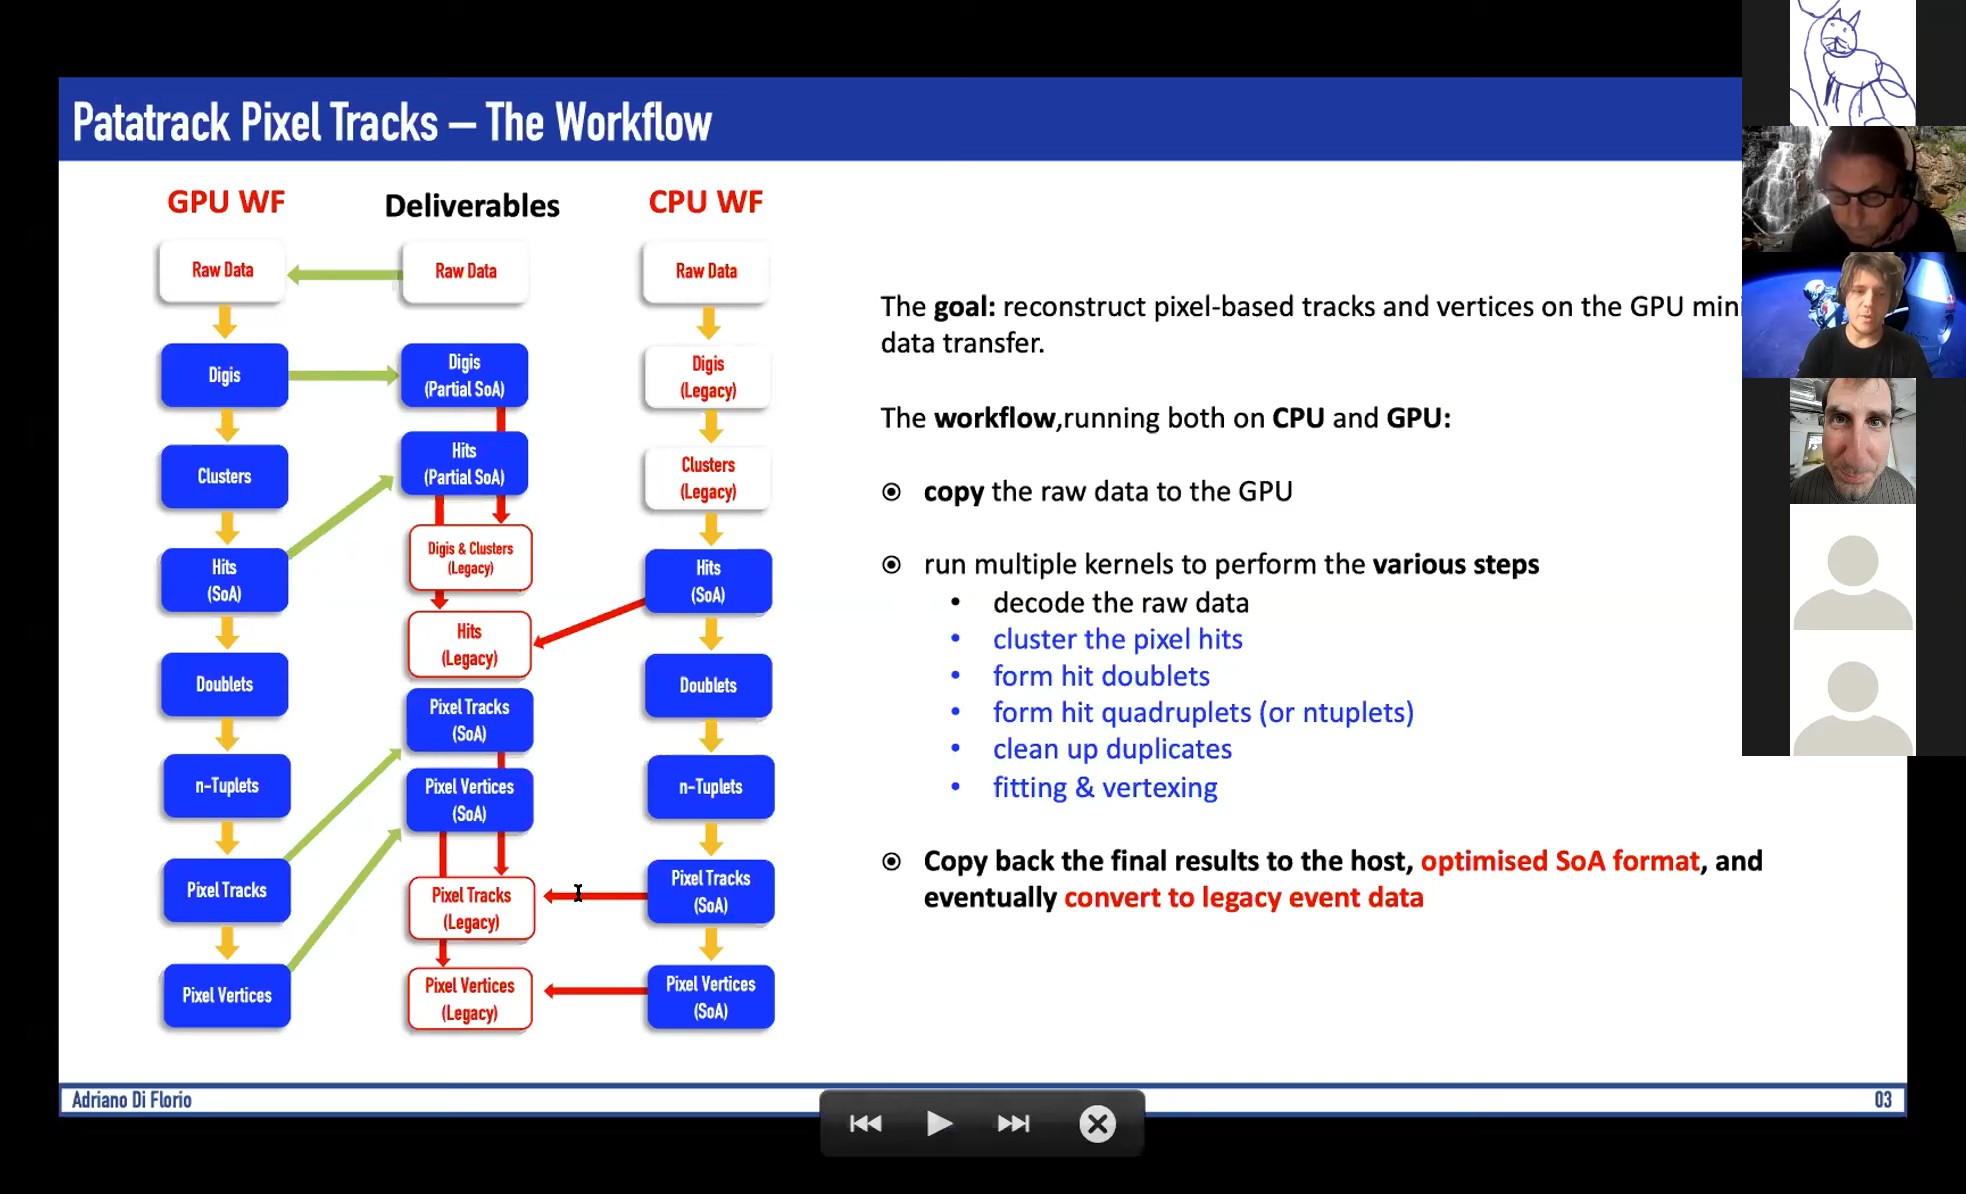 Patatrack Pixel Tracks – The Workflow
GPU WF
Deliverables
CPU WF
Raw Data
Digis
Clusters
Hits
(SoA)
Doublets
n-Tuplets
Pixel Tracks
Pixel Vertices
Raw Data
Digis
(Partial SoA)
Hits
(Partial SoA)
Digis & Clusters
(Legacy)
Hits
(Legacy)
Pixel Tracks
(SoA)
Pixel Vertices
(SoA)
Pixel Tracks
(Legacy)
Pixel Vertices
(Legacy)
Raw Data
Digis
(Legacy)
Clusters
(Legacy)
Hits
(SoA)
Doublets
n-Tuplets
Pixel Tracks
(SoA)
Pixel Vertices
(SoA)
The goal: reconstruct pixel-based tracks and vertices on the GPU
data transfer.
The workflow,running both on CPU and GPU:
copy the raw data to the GPU
run multiple kernels to perform the various steps
• decode the raw data
• cluster the pixel hits
• form hit doublets
• form hit quadruplets (or ntuplets)
• clean up duplicates
• fitting & vertexing
Copy back the final results to the host, optimised SoA format, and
eventually convert to legacy event data
Adriano Di Florio
03